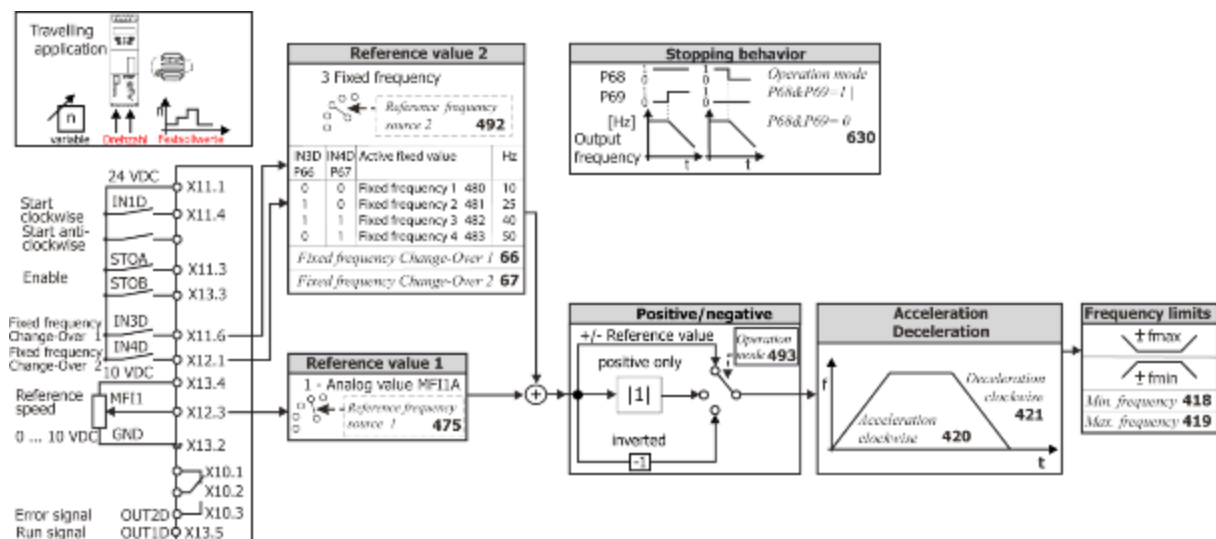 Travelling
application
n
variable
Drehzahl
n
Festsollwerte
24 VDC
X11.1
Start
clockwise
IN1D
X11.4
Start anti-
clockwise
Enable
STOA
X11.3
STOB
X13.3
Fixed frequency
Change-Over 1
IN3D
X11.6
Fixed frequency
Change-Over 2
IN4D
X12.1
10 VDC
X13.4
Reference
speed
MFI1
X12.3
0 ... 10 VDC
GND
X13.2
X10.1
X10.2
Error signal
OUT2D
X10.3
Run signal
OUT1D
X13.5
Reference value 2
3 Fixed frequency
Reference frequency
source 2 492
IN3D IN4D Active fixed value Hz
P66 P67
0 0 Fixed frequency 1 480 10
1 0 Fixed frequency 2 481 25
1 1 Fixed frequency 3 482 40
0 1 Fixed frequency 4 483 50
Fixed frequency Change-Over 1 66
Fixed frequency Change-Over 2 67
Reference value 1
1 - Analog value MFI1A
Reference frequency
source 1 475
+
Stopping behavior
P68
1
0
1
0
P69
1
0
Operation mode
P68&P69=1 |
P68&P69= 0
630
[Hz]
Output
frequency
t
t
Positive/negative
+/- Reference value
Operation
mode 493
positive only
|1|
inverted
-1
Acceleration
Deceleration
f
Deceleration
clockwise
421
Acceleration
clockwise 420
t
Frequency limits
± fmax
± fmin
Min. frequency 418
Max. frequency 419